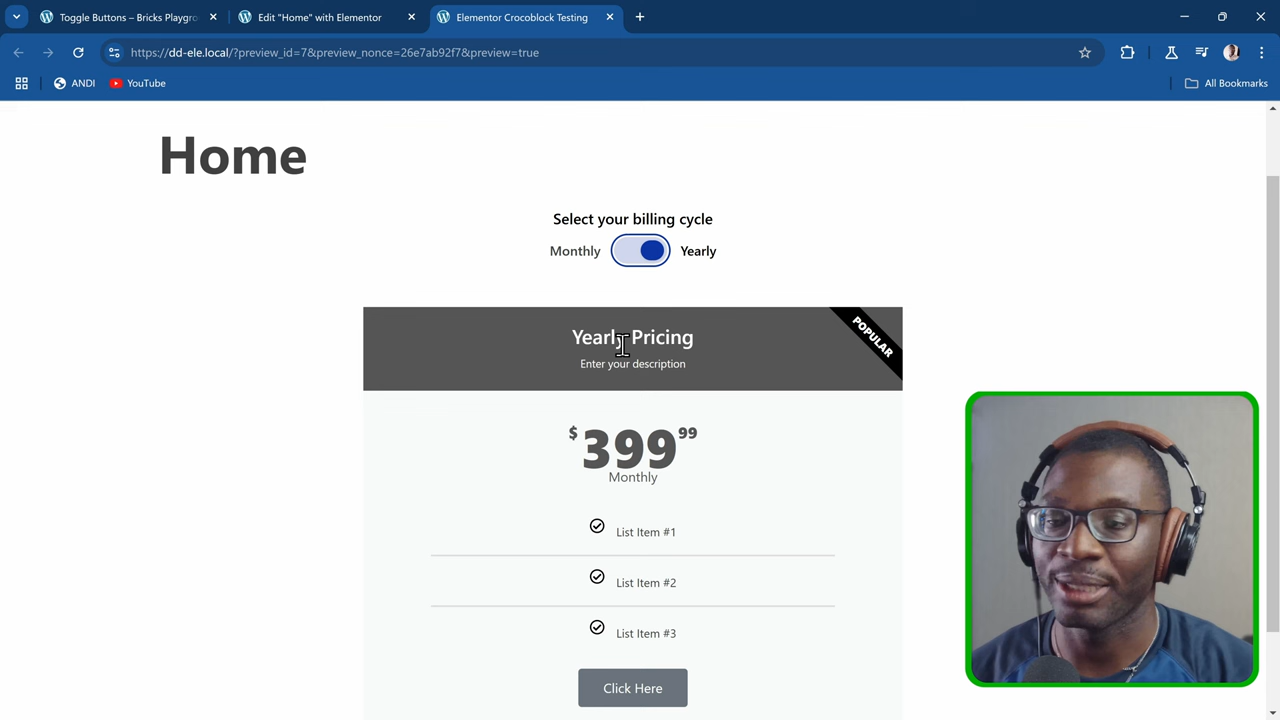 Toggle Buttons – Bricks Playgro
Edit "Home" with Elementor
Elementor Crocoblock Testing
https://dd-ele.local/?preview_id=7&preview_nonce=26e7ab92f7&preview=true
ANDI
YouTube
All Bookmarks
Home
Select your billing cycle
Monthly
Yearly
Yearly Pricing
POPULAR
Enter your description
$399.99
Monthly
List Item #1
List Item #2
List Item #3
Click Here